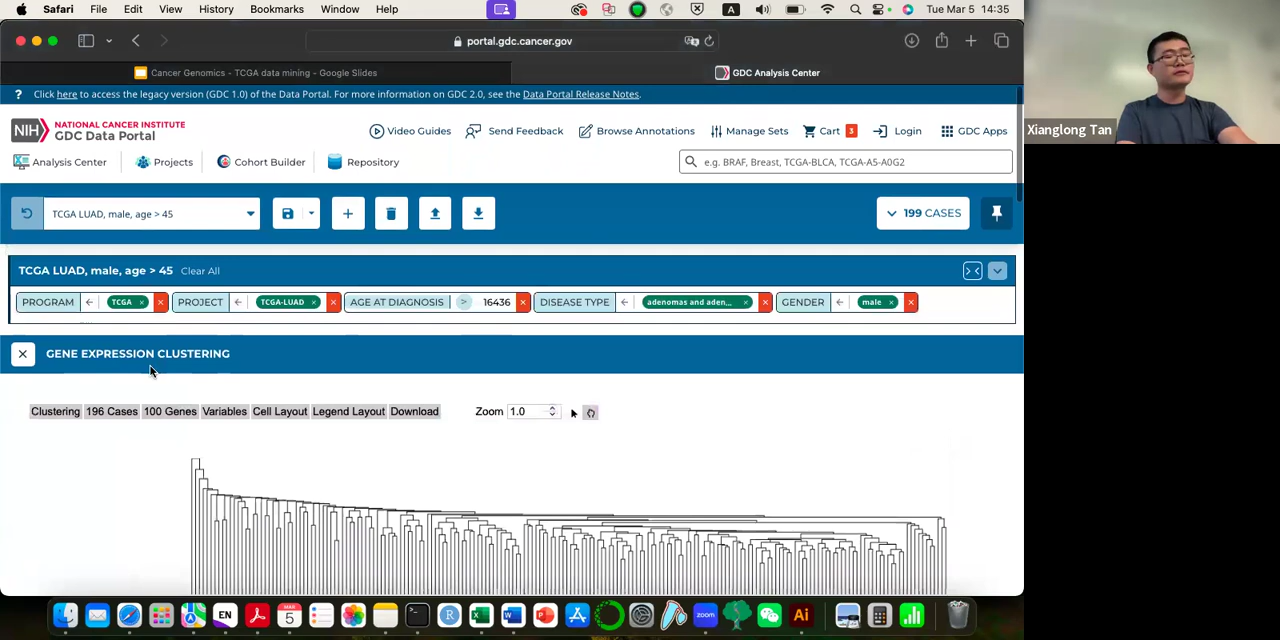 Safari File Edit View History Bookmarks Window Help A Tue Mar 5 14:35
portal.gdc.cancer.gov
Cancer Genomics - TCGA data mining - Google Slides GDC Analysis Center
? Click here to access the legacy version (GDC 1.0) of the Data Portal. For more information on GDC 2.0, see the Data Portal Release Notes.
NIH NATIONAL CANCER INSTITUTE
GDC Data Portal
Video Guides Send Feedback Browse Annotations Manage Sets Cart 3 Login GDC Apps
Analysis Center Projects Cohort Builder Repository e.g. BRAF, Breast, TCGA-BLCA, TCGA-A5-A0G2
TCGA LUAD, male, age > 45 199 CASES
TCGA LUAD, male, age > 45 Clear All
PROGRAM TCGA PROJECT TCGA-LUAD AGE AT DIAGNOSIS > 16436 DISEASE TYPE adenomas and aden... GENDER male
GENE EXPRESSION CLUSTERING
Clustering 196 Cases 100 Genes Variables Cell Layout Legend Layout Download Zoom 1.0
MAR 5 EN R X W P A zoom Ai
Xianglong Tan